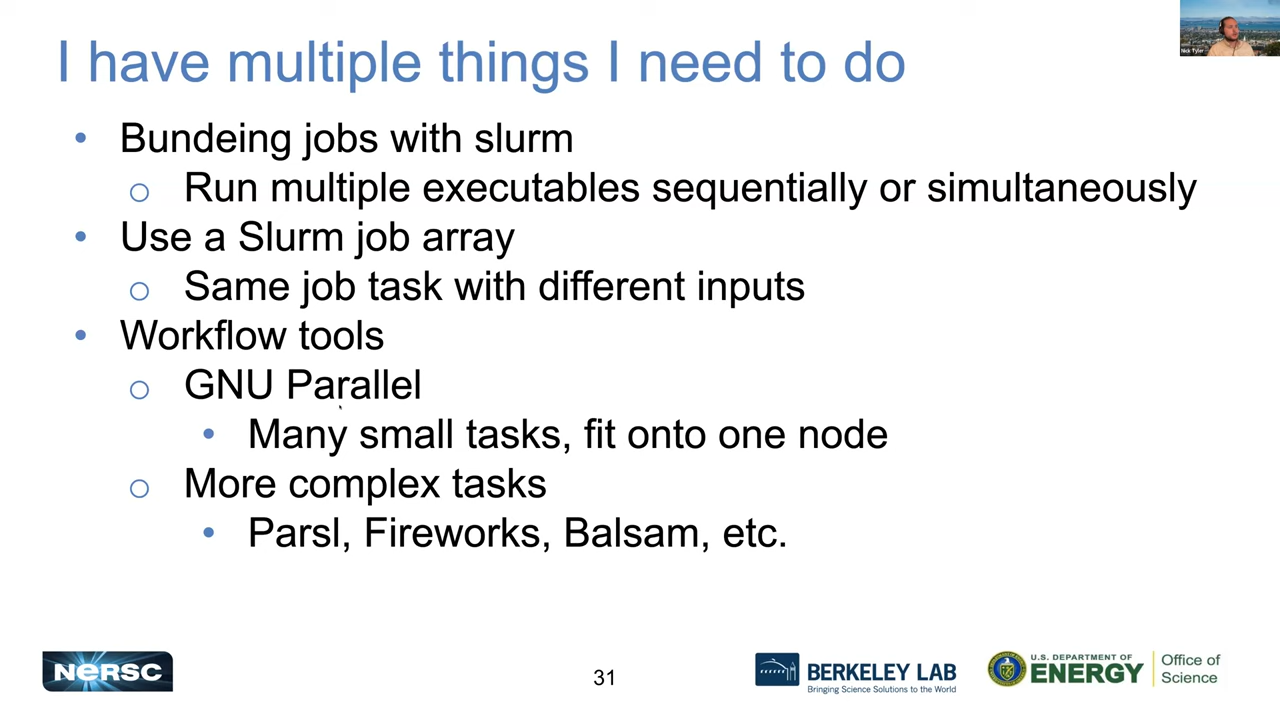 I have multiple things I need to do
Nick Tyler
• Bundeing jobs with slurm
o Run multiple executables sequentially or simultaneously
• Use a Slurm job array
o Same job task with different inputs
• Workflow tools
o GNU Parallel
• Many small tasks, fit onto one node
o More complex tasks
• Parsl, Fireworks, Balsam, etc.
NERSC
31
BERKELEY LAB
Bringing Science Solutions to the World
U.S. DEPARTMENT OF
ENERGY
Office of
Science